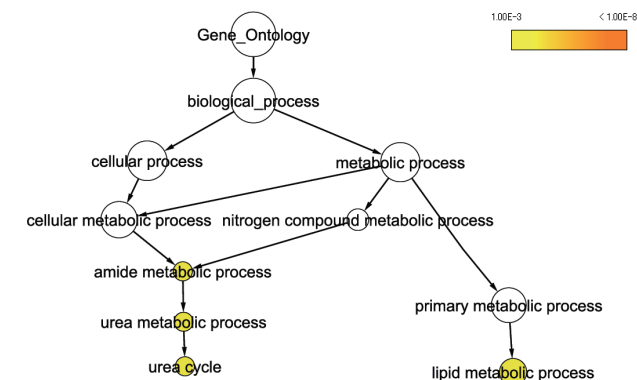 1.00E-3 < 1.00E-8
Gene_Ontology
biological_process
cellular process metabolic process
cellular metabolic process nitrogen compound metabolic process
amide metabolic process
primary metabolic process
urea metabolic process
urea cycle
lipid metabolic process